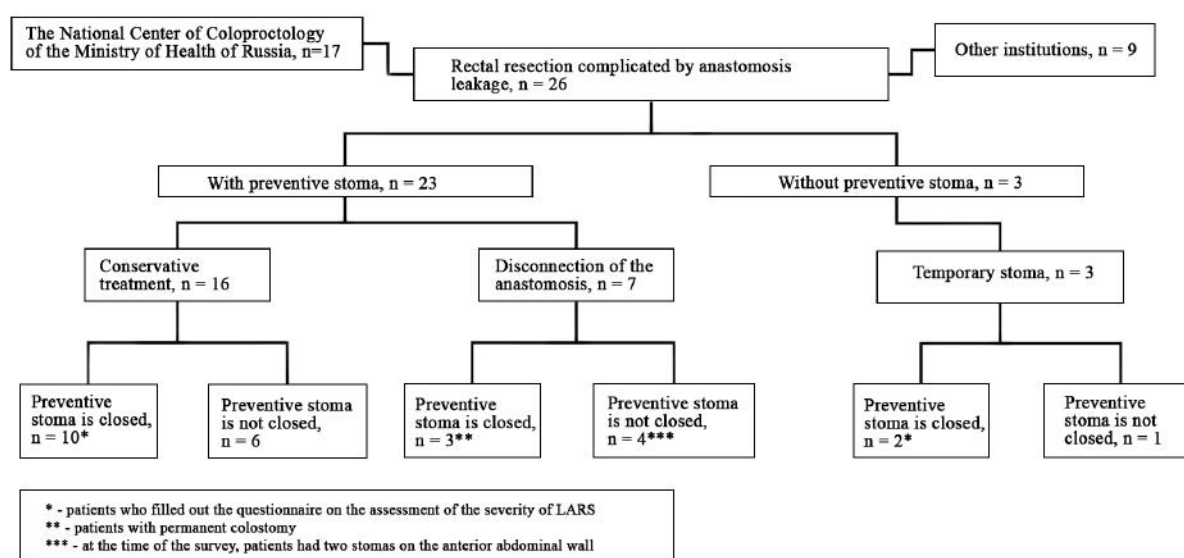 The National Center of Coloproctology
of the Ministry of Health of Russia, n=17
Other institutions, n = 9
Rectal resection complicated by anastomosis
leakage, n = 26
With preventive stoma, n = 23
Without preventive stoma, n = 3
Conservative
treatment, n = 16
Disconnection of the
anastomosis, n = 7
Temporary stoma, n = 3
Preventive
stoma is closed,
n = 10*
Preventive stoma
is not closed,
n = 6
Preventive
stoma is closed,
n = 3**
Preventive stoma
is not closed,
n = 4***
Preventive
stoma is closed,
n = 2*
Preventive
stoma is not
closed, n = 1
* - patients who filled out the questionnaire on the assessment of the severity of LARS
** - patients with permanent colostomy
*** - at the time of the survey, patients had two stomas on the anterior abdominal wall